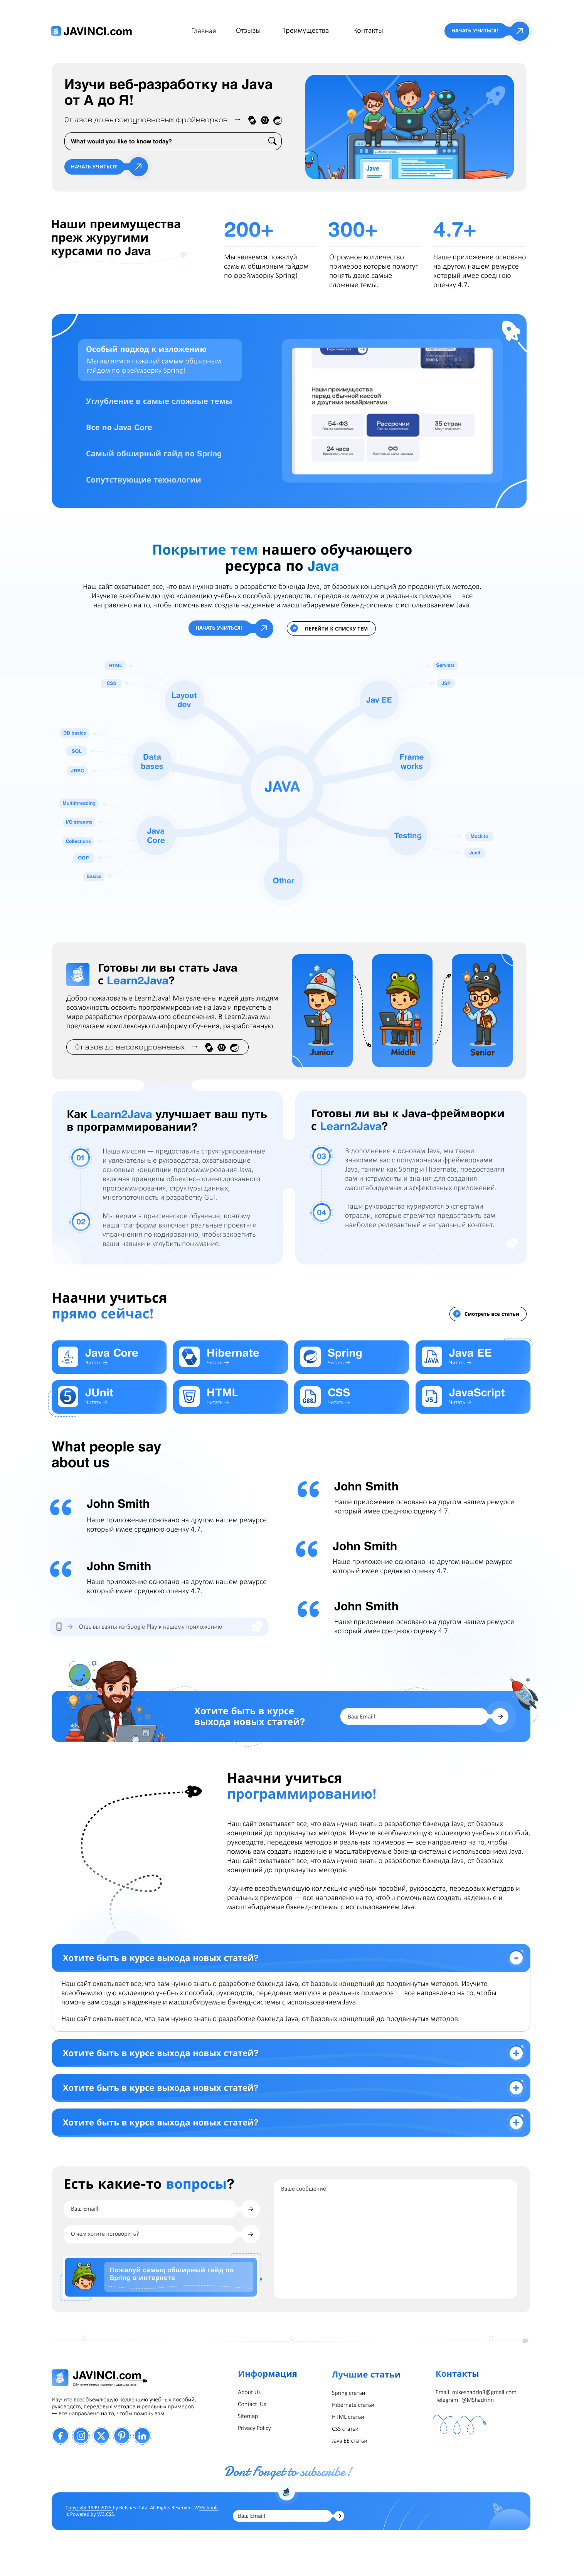 JAVINCI.com
Главная
Отзывы
Преимущества
Контакты
НАЧАТЬ УЧИТЬСЯ!
Изучи веб-разработку на Java
от А до Я!
От азов до высокоуровневых фреймворков →
What would you like to know today?
НАЧАТЬ УЧИТЬСЯ!
Jave
Наши преимущества
преж журугими
курсами по Java
200+
Мы являемся пожалуй
самым обширным гайдом
по фреймворку Spring!
300+
Огромное колличество
примеров которые помогут
понять даже самые
сложные темы.
4.7+
Наше приложение основано
на другом нашем ремурсе
который имее среднюю
оценку 4.7.
Особый подход к изложению
Мы являемся пожалуй самым обширным
гайдом по фреймворку Spring!
Углубление в самые сложные темы
Все по Java Core
Самый обширный гайд по Spring
Сопутствующие технологии
Наши преимущества
перед обычной кассой
и другими эквайрингами
54-ФЗ
Рассрочки
35 стран
24 часа
∞
Покрытие тем нашего обучающего
ресурса по Java
Наш сайт охватывает все, что вам нужно знать о разработке бэкенда Java, от базовых концепций до продвинутых методов.
Изучите всеобъемлющую коллекцию учебных пособий, руководств, передовых методов и реальных примеров — все
направлено на то, чтобы помочь вам создать надежные и масштабируемые бэкенд-системы с использованием Java.
НАЧАТЬ УЧИТЬСЯ!
ПЕРЕЙТИ К СПИСКУ ТЕМ
HTML
CSS
Layout
dev
Servlets
JSP
Jav EE
DB basics
SQL
JDBC
Data
bases
Frame
works
JAVA
Multithreading
I/O streams
Collections
OOP
Basics
Java
Core
Testing
Mockito
Junit
Other
Готовы ли вы стать Java
с Learn2Java?
Добро пожаловать в Learn2Java! Мы увлечены идеей дать людям
возможность освоить программирование на Java и преуспеть в
мире разработки программного обеспечения. В Learn2Java мы
предлагаем комплексную платформу обучения, разработанную
От азов до высокоуровневых →
Junior
Middle
Senior
Как Learn2Java улучшает ваш путь
в программировании?
01
Наша миссия — предоставить структурированные
и увлекательные руководства, охватывающие
основные концепции программирования Java,
включая принципы объектно-ориентированного
программирования, структуры данных,
многопоточность и разработку GUI.
02
Мы верим в практическое обучение, поэтому
наша платформа включает реальные проекты и
упражнения по кодированию, чтобы закрепить
ваши навыки и углубить понимание.
Готовы ли вы к Java-фреймворки
с Learn2Java?
03
В дополнение к основам Java, мы также
знакомим вас с популярными фреймворками
Java, такими как Spring и Hibernate, предоставляя
вам инструменты и знания для создания
масштабируемых и эффективных приложений.
04
Наши руководства курируются экспертами
отрасли, которые стремятся предоставить вам
наиболее релевантный и актуальный контент.
Наачни учиться
прямо сейчас!
Смотреть все статьи
Java Core
Читать →
Hibernate
Читать →
Spring
Читать →
JAVA
Java EE
Читать →
5
JUnit
Читать →
HTML
Читать →
CSS
CSS
Читать →
JS
JavaScript
Читать →
What people say
about us
John Smith
Наше приложение основано на другом нашем ремурсе
который имее среднюю оценку 4.7.
John Smith
Наше приложение основано на другом нашем ремурсе
который имее среднюю оценку 4.7.
→ Отзывы взяты из Google Play к нашему приложению
John Smith
Наше приложение основано на другом нашем ремурсе
который имее среднюю оценку 4.7.
John Smith
Наше приложение основано на другом нашем ремурсе
который имее среднюю оценку 4.7.
John Smith
Наше приложение основано на другом нашем ремурсе
который имее среднюю оценку 4.7.
Хотите быть в курсе
выхода новых статей?
Ваш Emaill
Наачни учиться
программированию!
Наш сайт охватывает все, что вам нужно знать о разработке бэкенда Java, от базовых
концепций до продвинутых методов. Изучите всеобъемлющую коллекцию учебных пособий,
руководств, передовых методов и реальных примеров — все направлено на то, чтобы
помочь вам создать надежные и масштабируемые бэкенд-системы с использованием Java.
Наш сайт охватывает все, что вам нужно знать о разработке бэкенда Java, от базовых
концепций до продвинутых методов.
Изучите всеобъемлющую коллекцию учебных пособий, руководств, передовых методов и
реальных примеров — все направлено на то, чтобы помочь вам создать надежные и
масштабируемые бэкенд-системы с использованием Java.
Хотите быть в курсе выхода новых статей?
Наш сайт охватывает все, что вам нужно знать о разработке бэкенда Java, от базовых концепций до продвинутых методов. Изучите
всеобъемлющую коллекцию учебных пособий, руководств, передовых методов и реальных примеров — все направлено на то, чтобы
помочь вам создать надежные и масштабируемые бэкенд-системы с использованием Java.
Наш сайт охватывает все, что вам нужно знать о разработке бэкенда Java, от базовых концепций до продвинутых методов.
Хотите быть в курсе выхода новых статей?
Хотите быть в курсе выхода новых статей?
Хотите быть в курсе выхода новых статей?
Есть какие-то вопросы?
Ваш Emaill
О чем хотите поговорить?
Ваше сообщение
Пожалуй самыц обширный гайд по
Spring в интернете
JAVINCI.com
Изучите всеобъемлющую коллекцию учебных пособий,
руководств, передовых методов и реальных примеров
— все направлено на то, чтобы помочь вам
Информация
About Us
Contact Us
Sitemap
Privacy Policy
Лучшие статьи
Spring статьи
Hibernate статьи
HTML статьи
CSS статьи
Java EE статьи
Контакты
Email: mikeshadrin3@gmail.com
Telegram: @MShadrinn
Dont Forget to subscribe!
Copyright 1999-2025 by Refsnes Data. All Rights Reserved. W3Schools
is Powered by W3.CSS.
Ваш Emaill